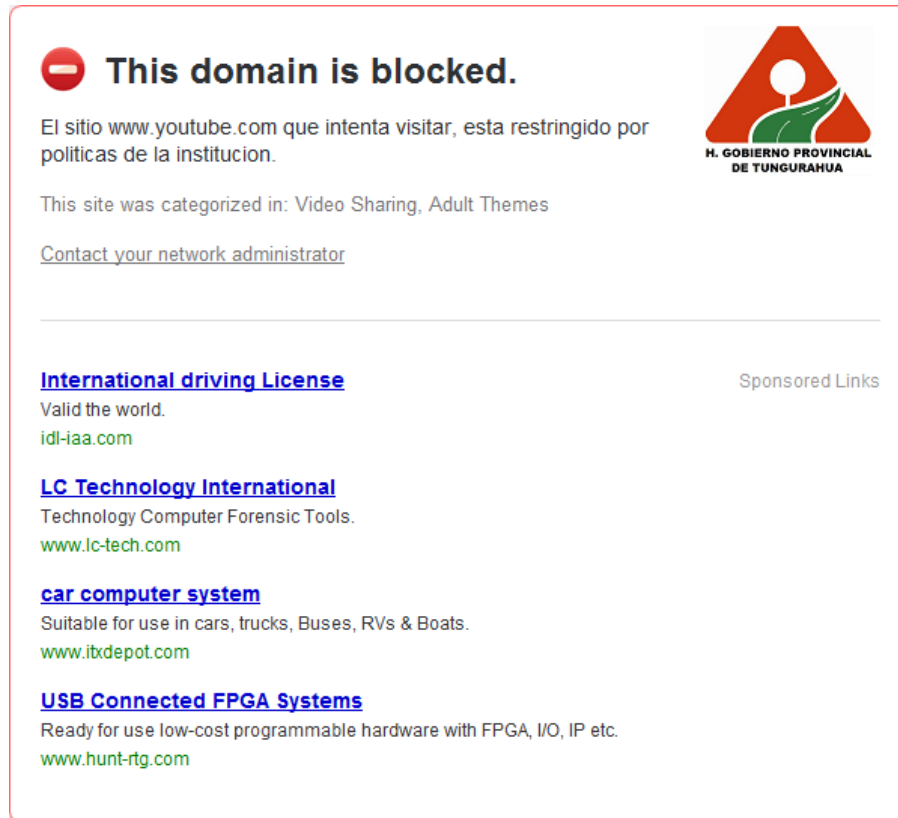 This domain is blocked.
El sitio www.youtube.com que intenta visitar, esta restringido por
politicas de la institucion.
This site was categorized in: Video Sharing, Adult Themes
Contact your network administrator
H. GOBIERNO PROVINCIAL
DE TUNGURAHUA
International driving License
Sponsored Links
Valid the world.
idl-iaa.com
LC Technology International
Technology Computer Forensic Tools.
www.lc-tech.com
car computer system
Suitable for use in cars, trucks, Buses, RVs & Boats.
www.itxdepot.com
USB Connected FPGA Systems
Ready for use low-cost programmable hardware with FPGA, I/O, IP etc.
www.hunt-rtg.com